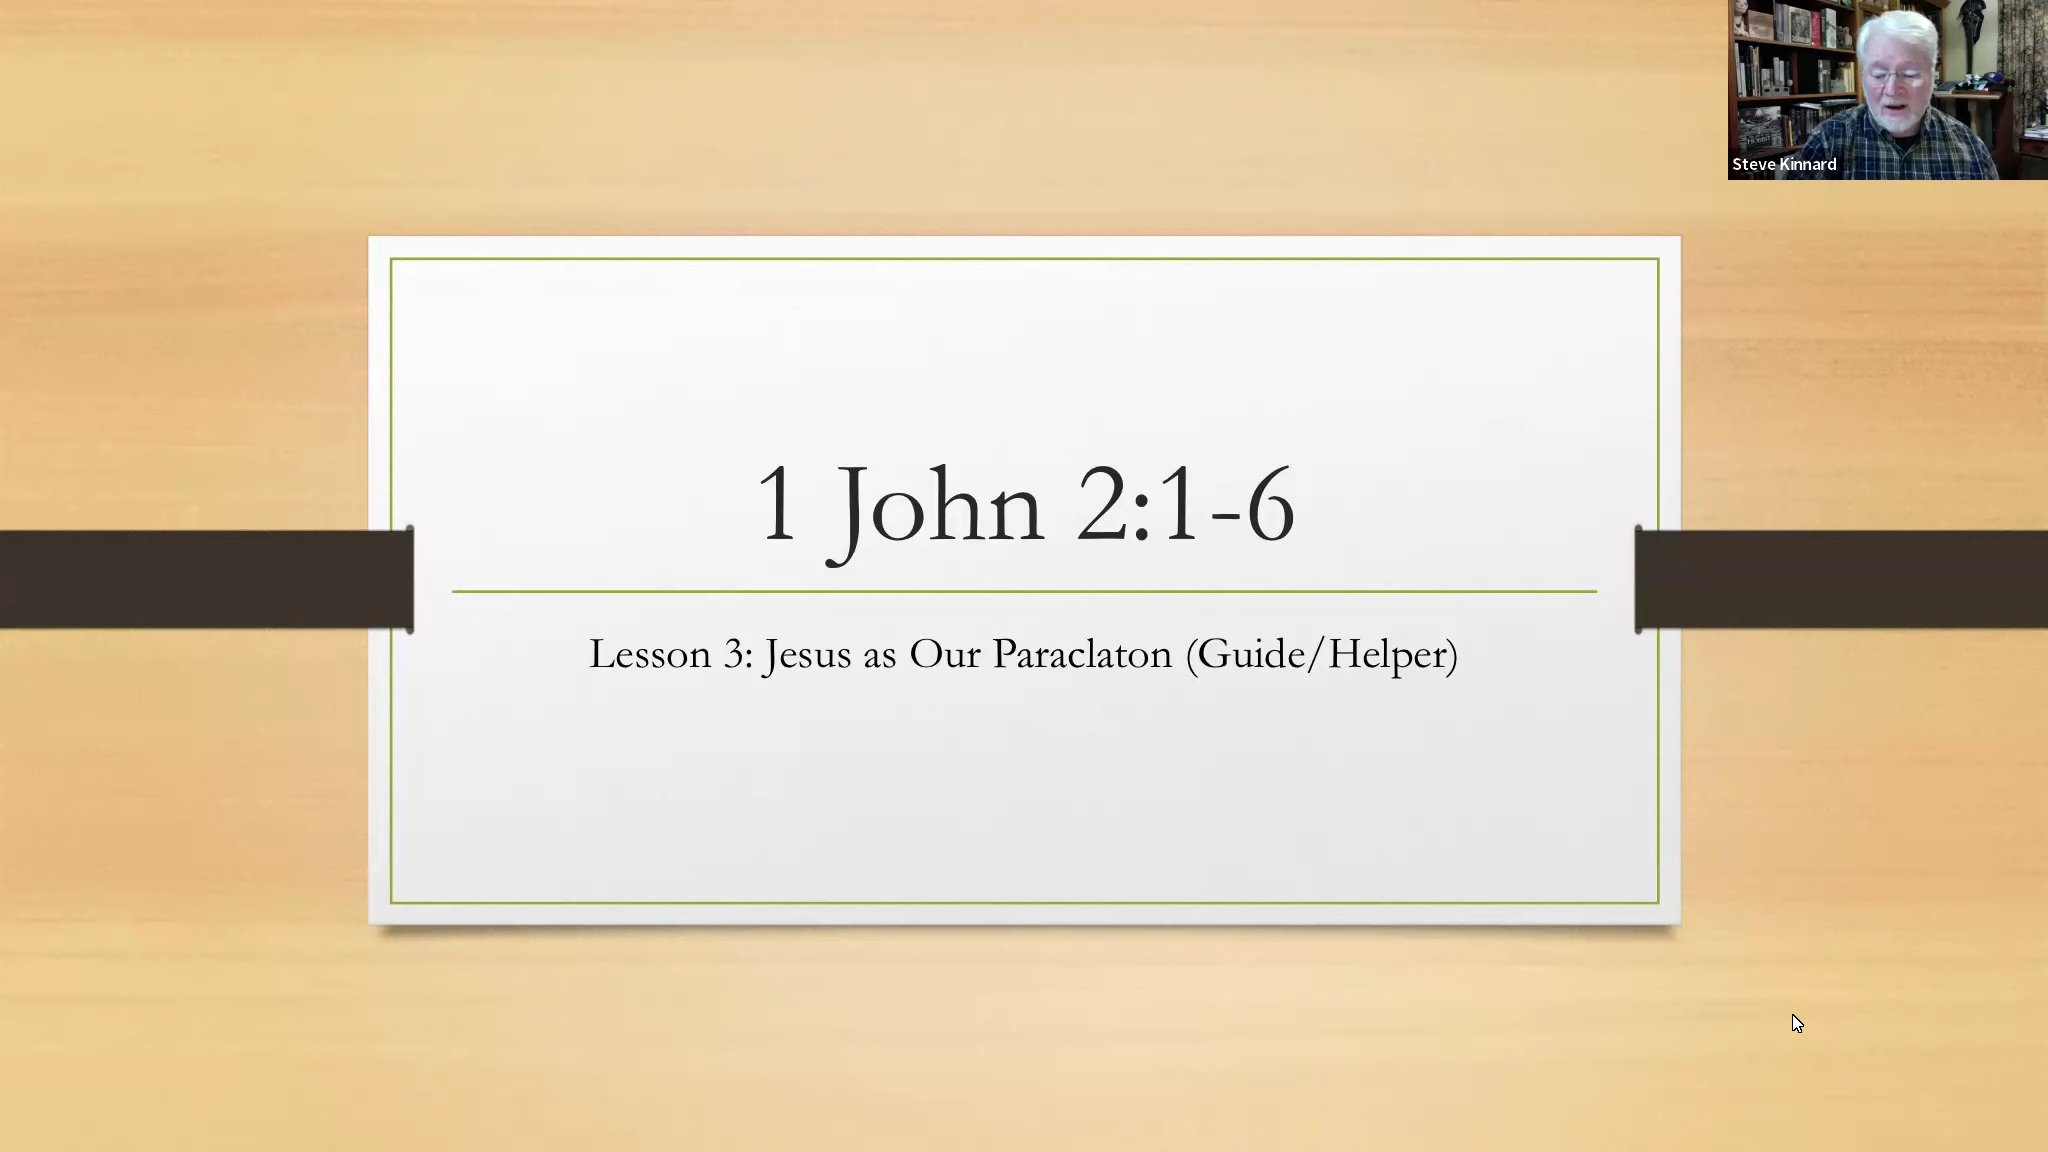 Steve Kinnard
1 John 2:1-6
Lesson 3: Jesus as Our Paraclaton (Guide/Helper)